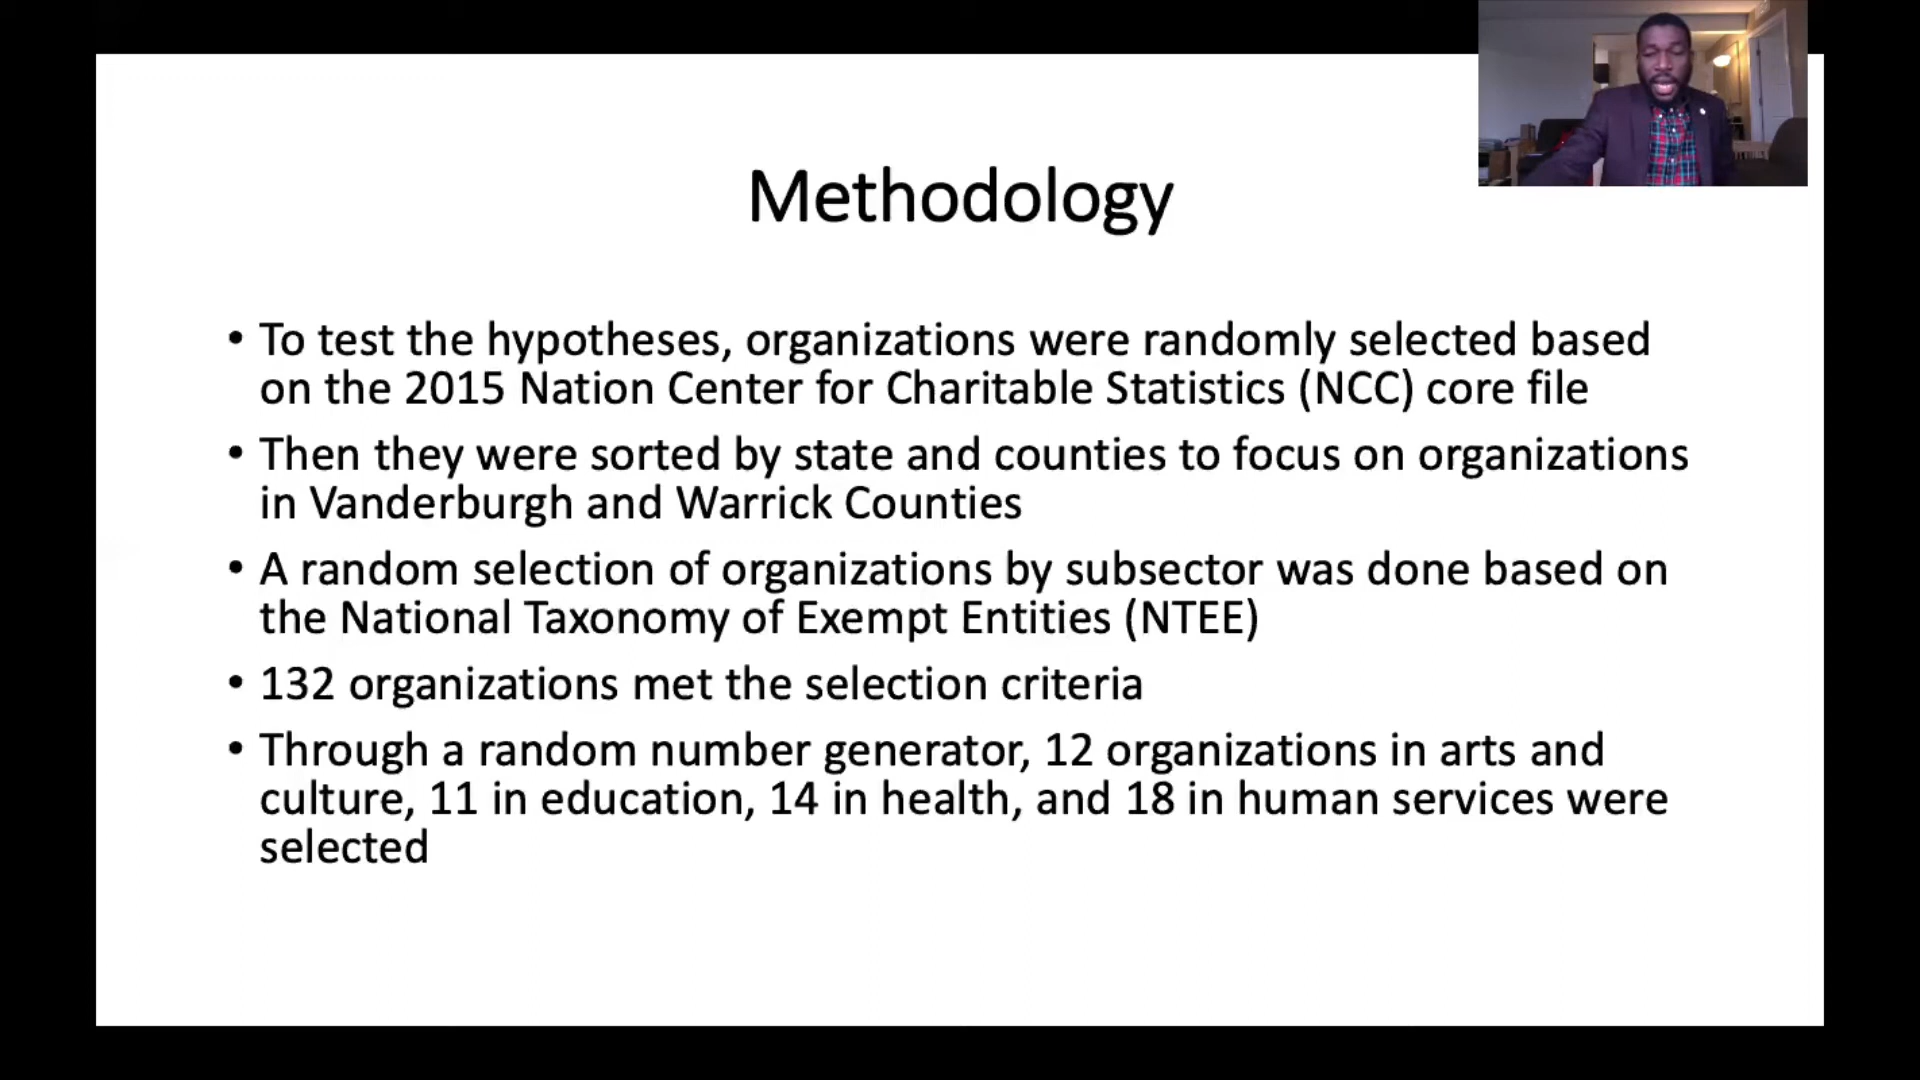 Methodology
• To test the hypotheses, organizations were randomly selected based
on the 2015 Nation Center for Charitable Statistics (NCC) core file
• Then they were sorted by state and counties to focus on organizations
in Vanderburgh and Warrick Counties
• A random selection of organizations by subsector was done based on
the National Taxonomy of Exempt Entities (NTEE)
• 132 organizations met the selection criteria
• Through a random number generator, 12 organizations in arts and
culture, 11 in education, 14 in health, and 18 in human services were
selected